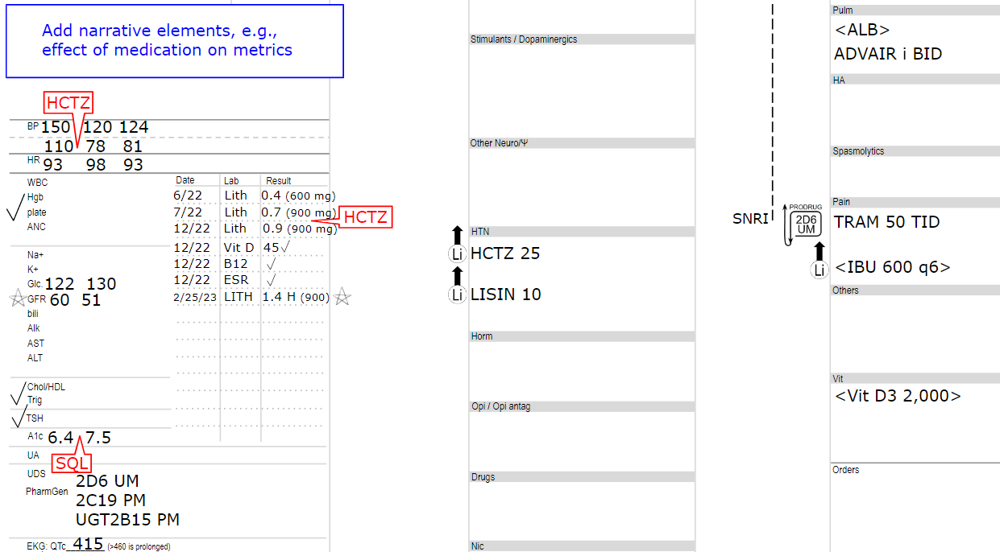 Add narrative elements, e.g.,
effect of medication on metrics
HCTZ
BP 150 120 124
110 78 81
HR 93 98 93
WBC
Hgb
plate
ANC
Na+
K+
Glc. 122 130
GFR 60 51
bili
Alk
AST
ALT
Chol/HDL
Trig
TSH
A1c 6.4 7.5
SQL
UA
UDS
PharmGen 2D6 UM
2C19 PM
UGT2B15 PM
EKG: QTc 415 (>460 is prolonged)
Date Lab Result
6/22 Lith 0.4 (600 mg)
7/22 Lith 0.7 (900 mg)
HCTZ
12/22 Lith 0.9 (900 mg)
12/22 Vit D 45✓
12/22 B12 ✓
12/22 ESR ✓
2/25/23 LITH 1.4 H (900)
Stimulants / Dopaminergics
Other Neuro/Ψ
HTN
Li HCTZ 25
Li LISIN 10
Horm
Opi / Opi antag
Drugs
Nic
Pulm
<ALB>
ADVAIR i BID
HA
Spasmolytics
Pain
SNRI
PRODRUG
2D6
UM
TRAM 50 TID
Li <IBU 600 q6>
Others
Vit
<Vit D3 2,000>
Orders